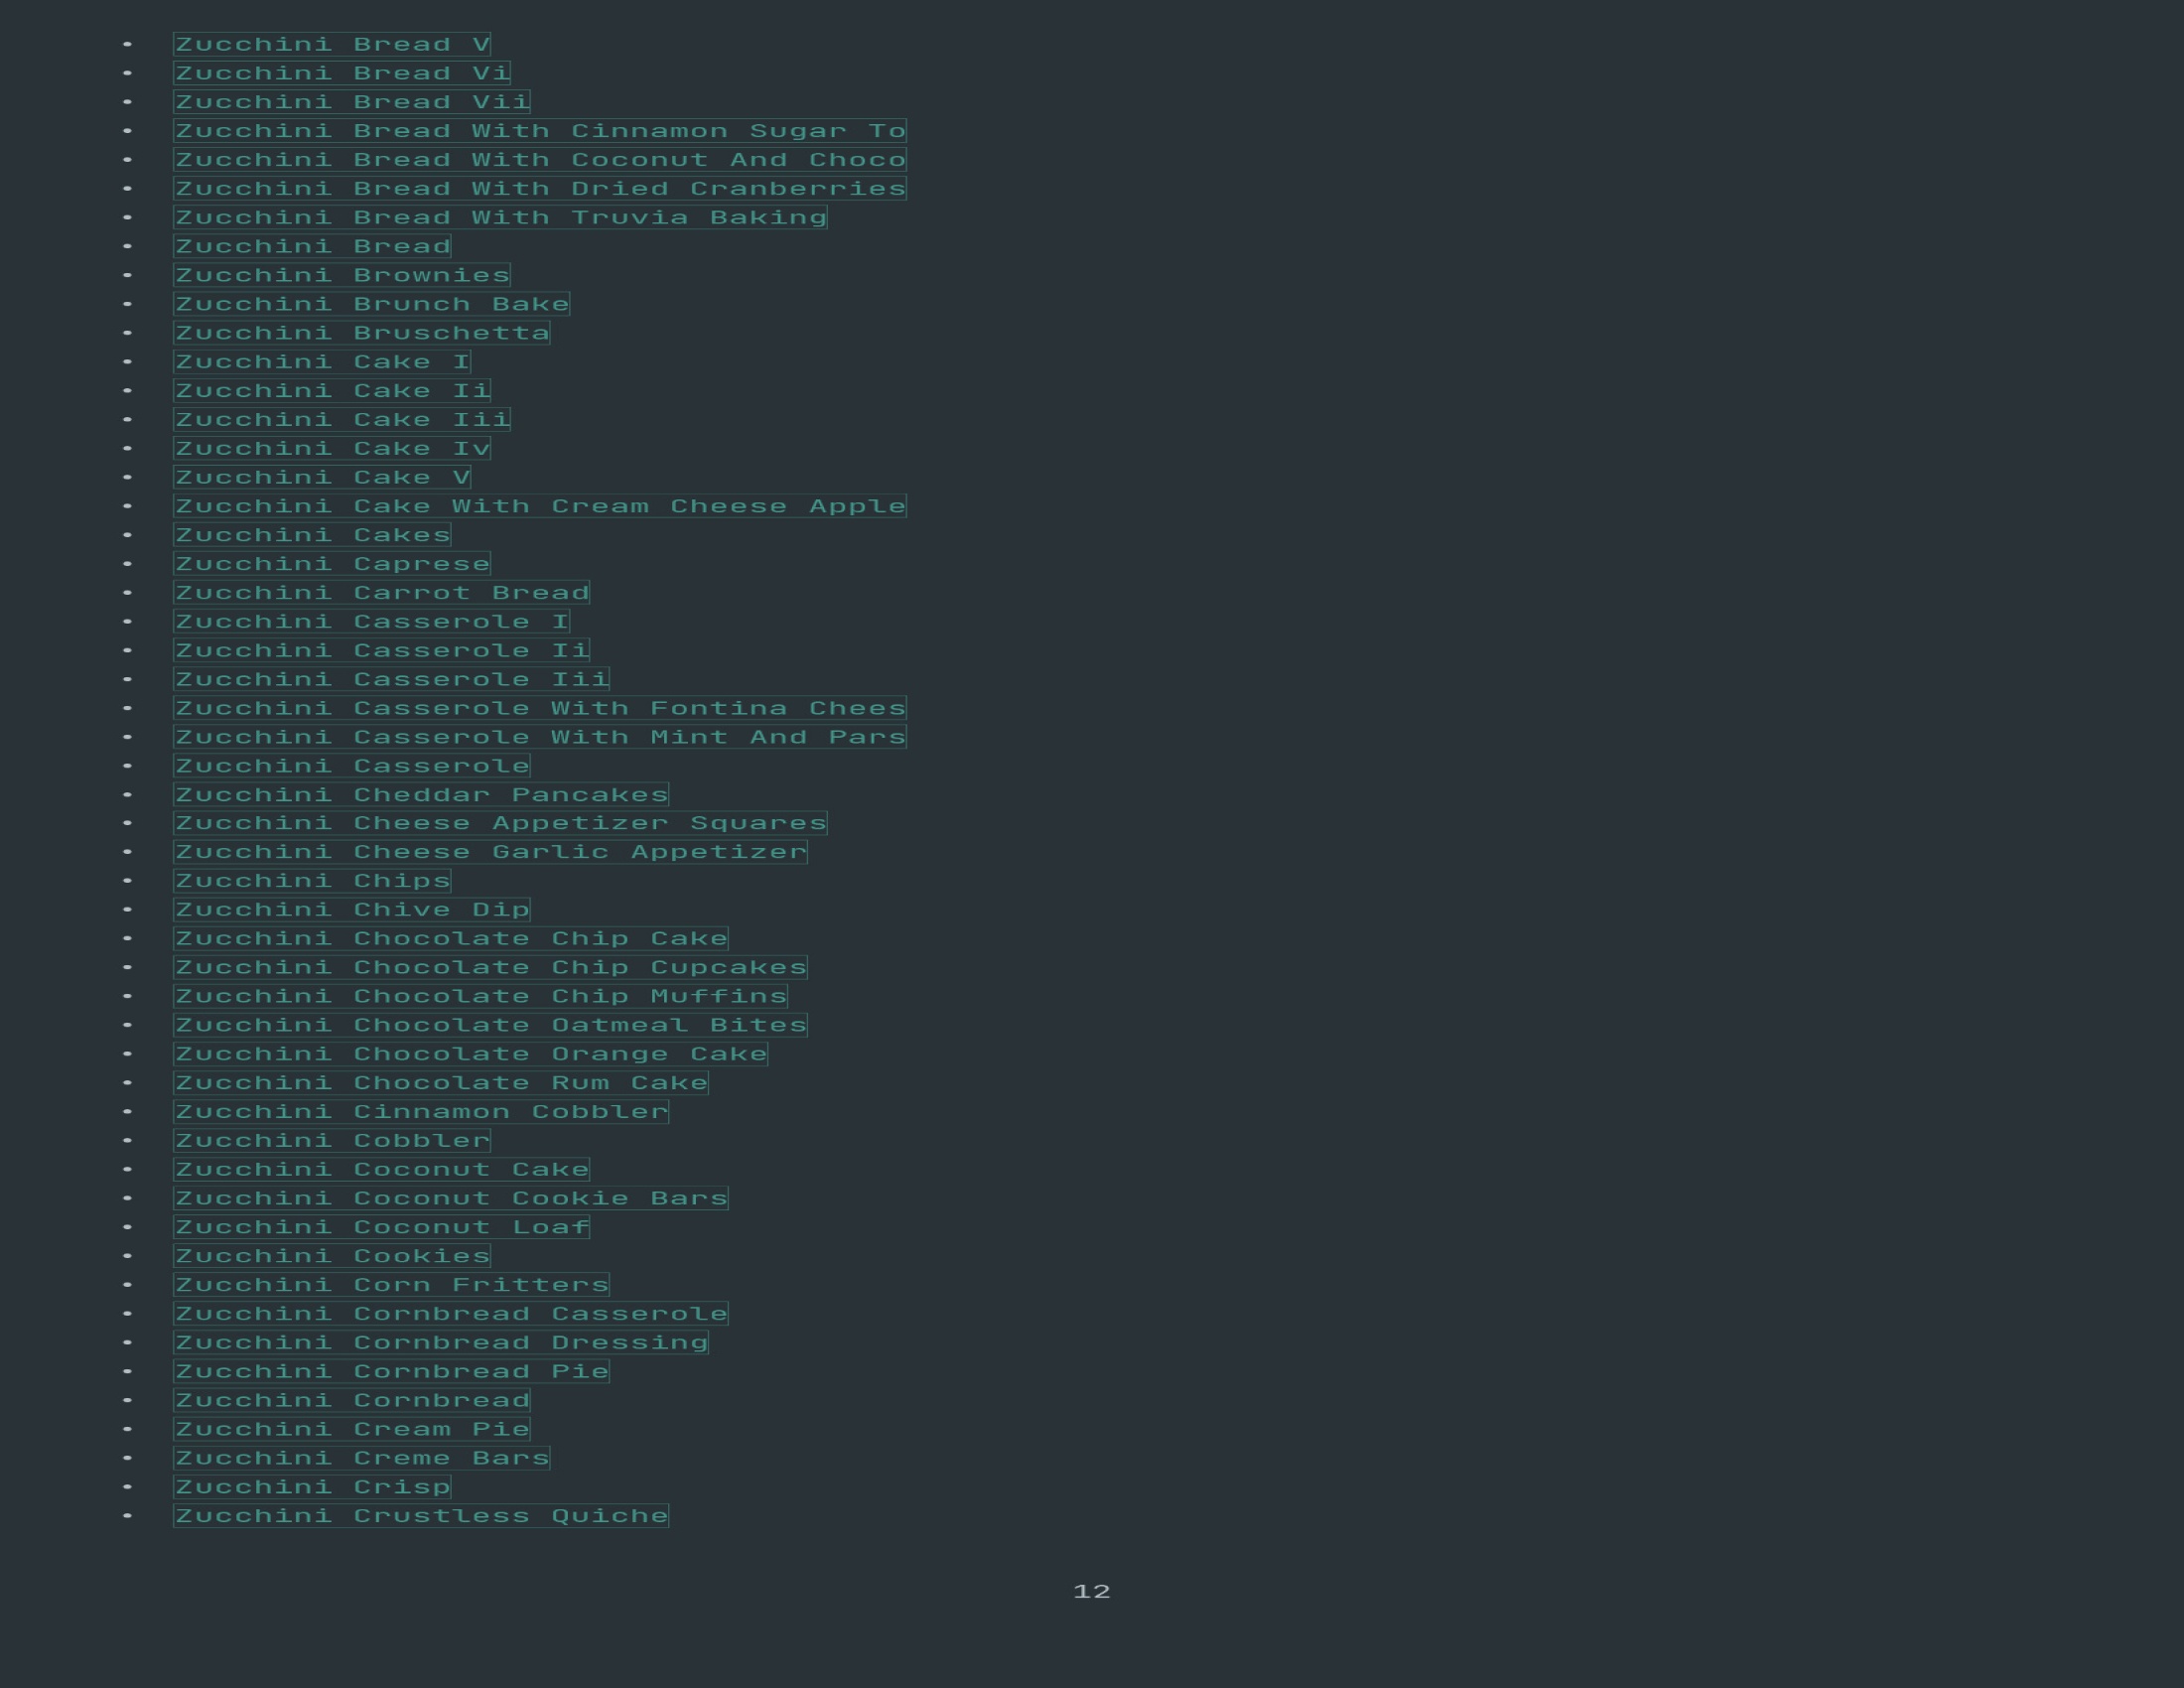 • Zucchini Bread V
• Zucchini Bread Vi
• Zucchini Bread Vii
• Zucchini Bread With Cinnamon Sugar To
• Zucchini Bread With Coconut And Choco
• Zucchini Bread With Dried Cranberries
• Zucchini Bread With Truvia Baking
• Zucchini Bread
• Zucchini Brownies
• Zucchini Brunch Bake
• Zucchini Bruschetta
• Zucchini Cake I
• Zucchini Cake Ii
• Zucchini Cake Iii
• Zucchini Cake Iv
• Zucchini Cake V
• Zucchini Cake With Cream Cheese Apple
• Zucchini Cakes
• Zucchini Caprese
• Zucchini Carrot Bread
• Zucchini Casserole I
• Zucchini Casserole Ii
• Zucchini Casserole Iii
• Zucchini Casserole With Fontina Chees
• Zucchini Casserole With Mint And Pars
• Zucchini Casserole
• Zucchini Cheddar Pancakes
• Zucchini Cheese Appetizer Squares
• Zucchini Cheese Garlic Appetizer
• Zucchini Chips
• Zucchini Chive Dip
• Zucchini Chocolate Chip Cake
• Zucchini Chocolate Chip Cupcakes
• Zucchini Chocolate Chip Muffins
• Zucchini Chocolate Oatmeal Bites
• Zucchini Chocolate Orange Cake
• Zucchini Chocolate Rum Cake
• Zucchini Cinnamon Cobbler
• Zucchini Cobbler
• Zucchini Coconut Cake
• Zucchini Coconut Cookie Bars
• Zucchini Coconut Loaf
• Zucchini Cookies
• Zucchini Corn Fritters
• Zucchini Cornbread Casserole
• Zucchini Cornbread Dressing
• Zucchini Cornbread Pie
• Zucchini Cornbread
• Zucchini Cream Pie
• Zucchini Creme Bars
• Zucchini Crisp
• Zucchini Crustless Quiche
12